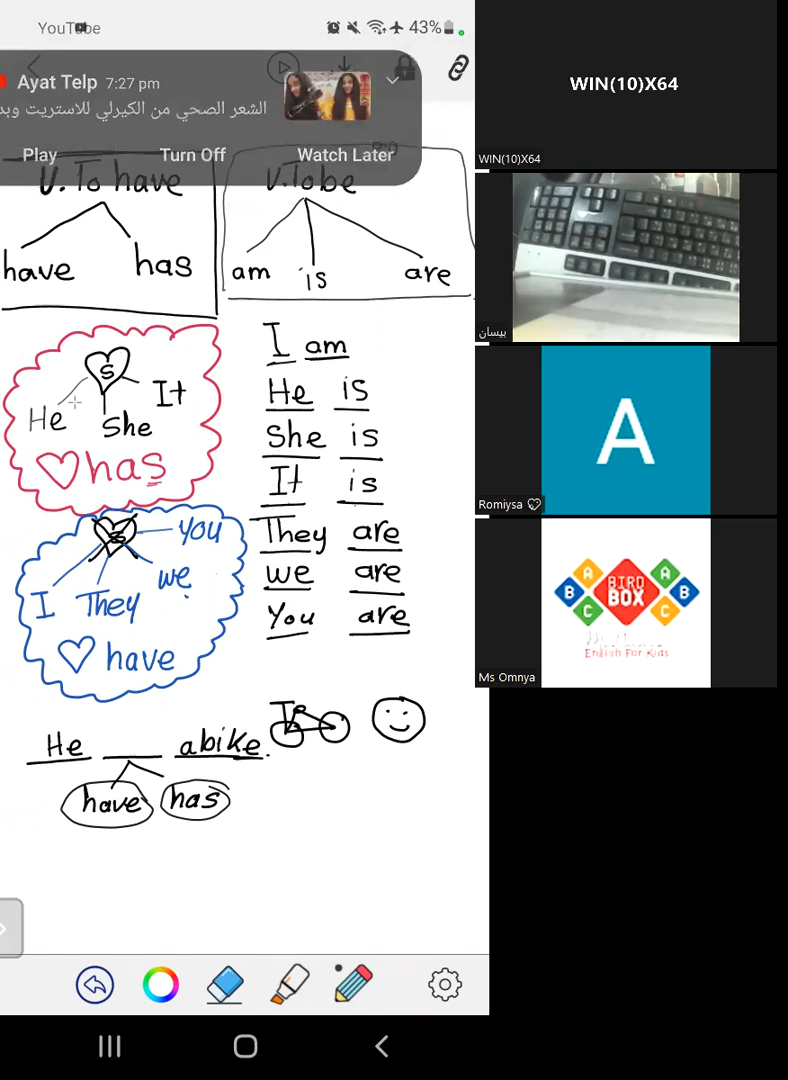 YouTube
43%
Ayat Telp 7:27 pm
الشعر الصحي من الكيرلي للاستريت وبد
Play Turn Off Watch Later
V. To have
have has
V. Tobe
am is are
S
He She It
has
S
I They we You
have
I am
He is
She is
It is
They are
we are
You are
He ___ abike.
have has
WIN(10)X64
WIN(10)X64
بيسان
A
Romiysa
A A
B BIRD B
BOX
C C
English For Kids
Ms Omnya